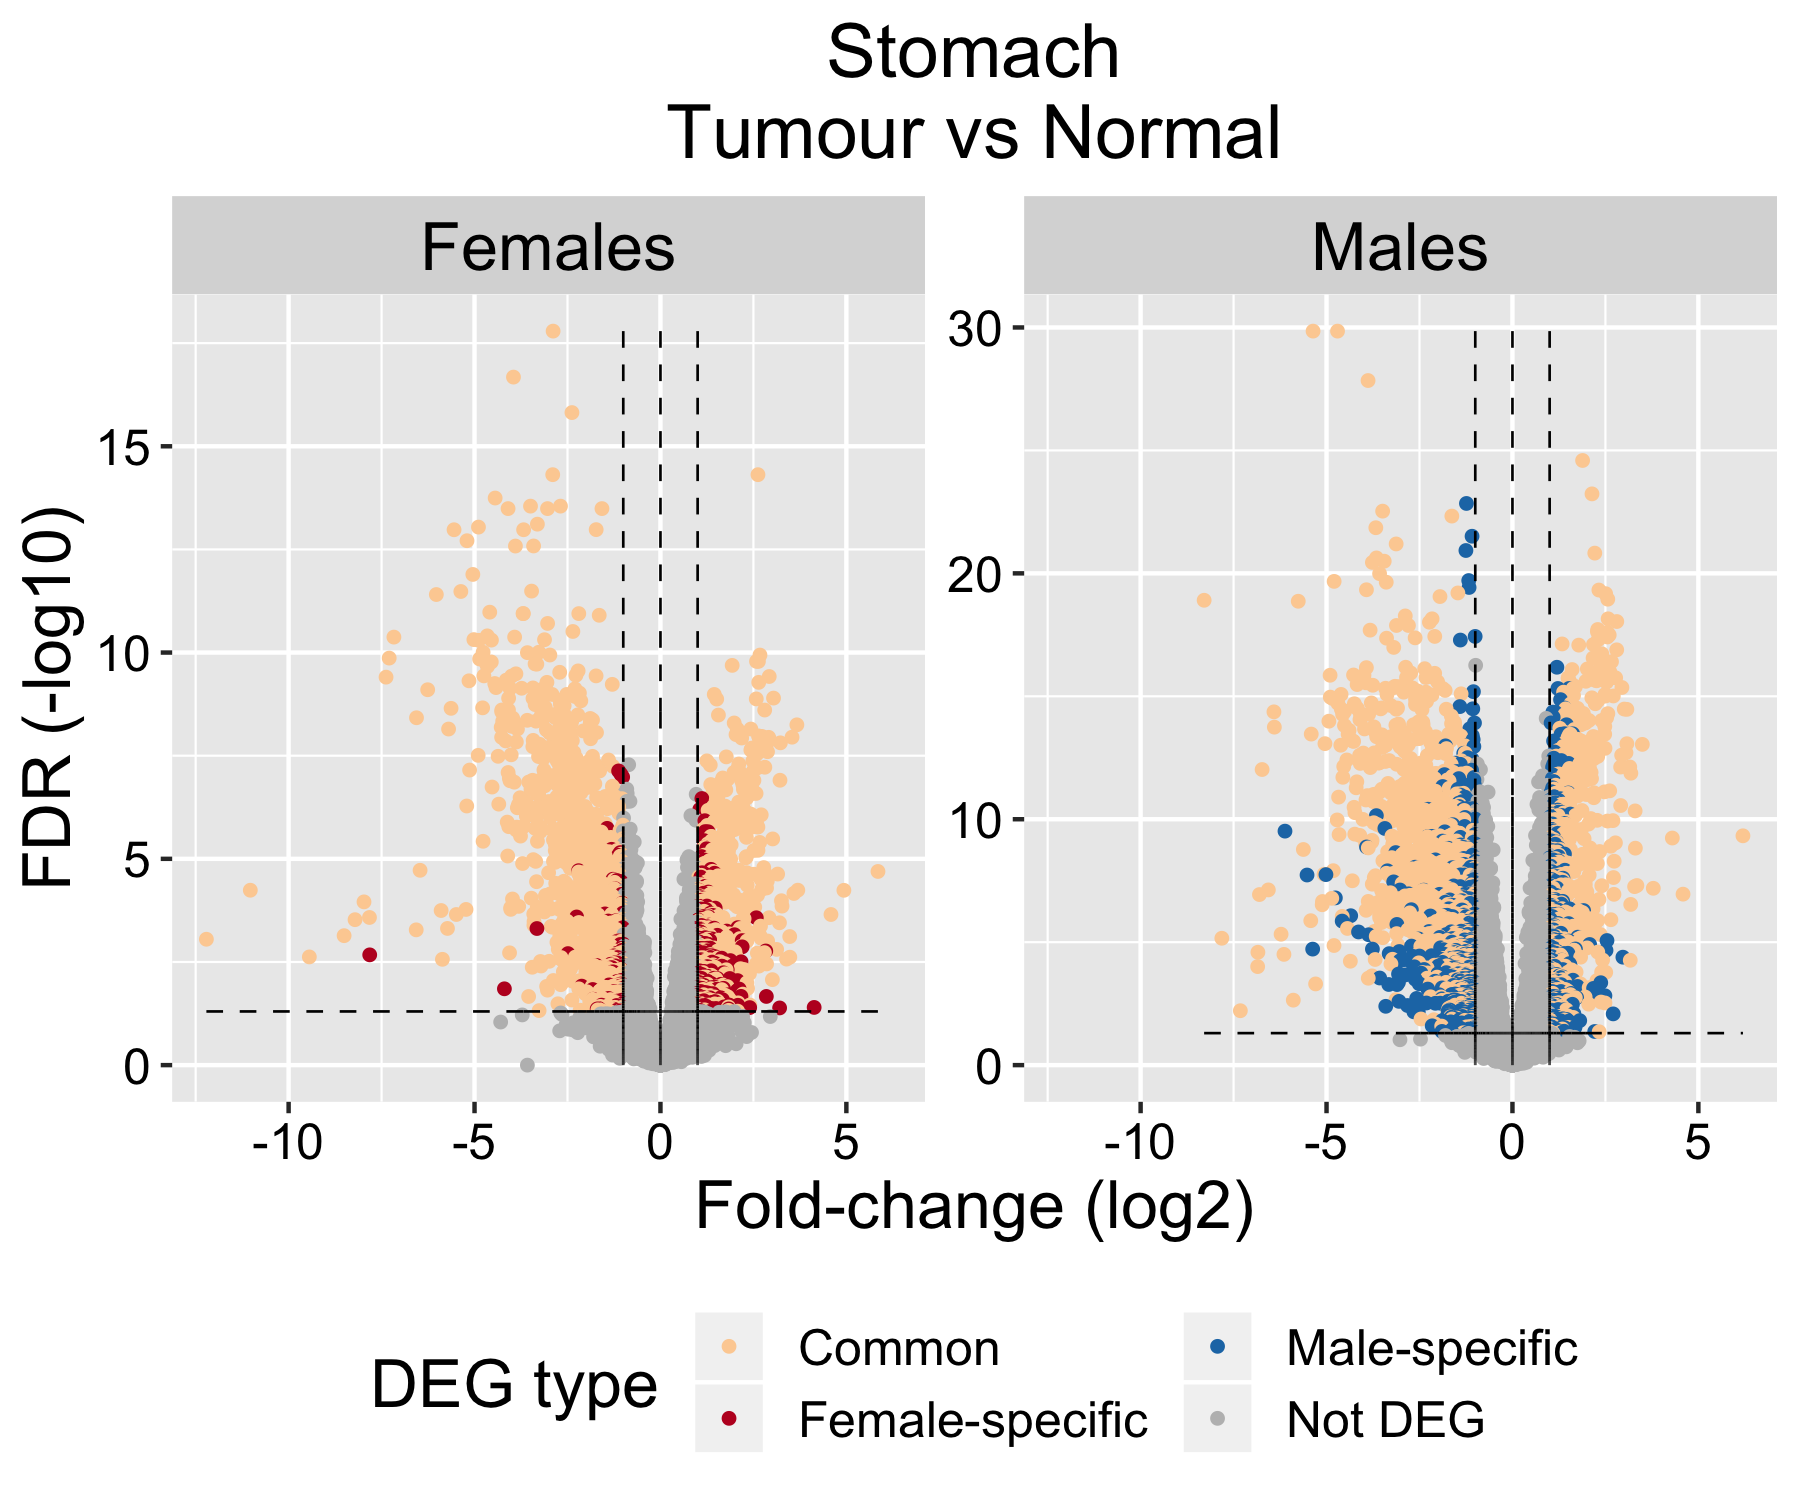 Stomach
Tumour vs Normal
Females
Males
FDR (-log10)
15
10
5
0
30
20
10
0
-10 -5 0 5
-10 -5 0 5
Fold-change (log2)
DEG type
Common
Female-specific
Male-specific
Not DEG